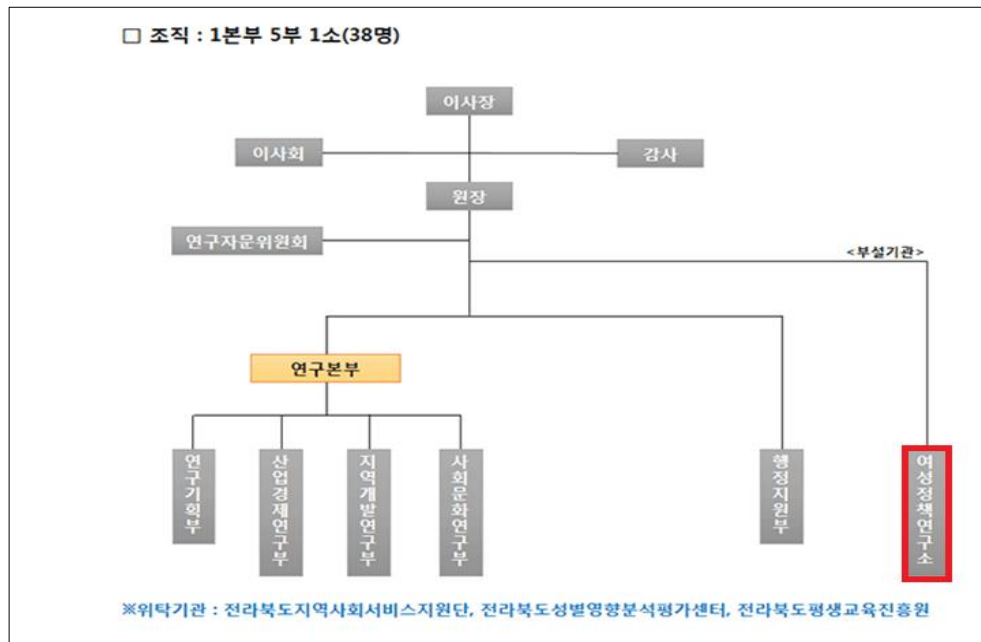 □ 조직 : 1본부 5부 1소(38명)
이사장
이사회
감사
원장
연구자문위원회
<부설기관>
연구본부
연구기획부
산업경제연구부
지역개발연구부
사회문화연구부
행정지원부
여성정책연구소
※위탁기관 : 전라북도지역사회서비스지원단, 전라북도성별영향분석평가센터, 전라북도평생교육진흥원